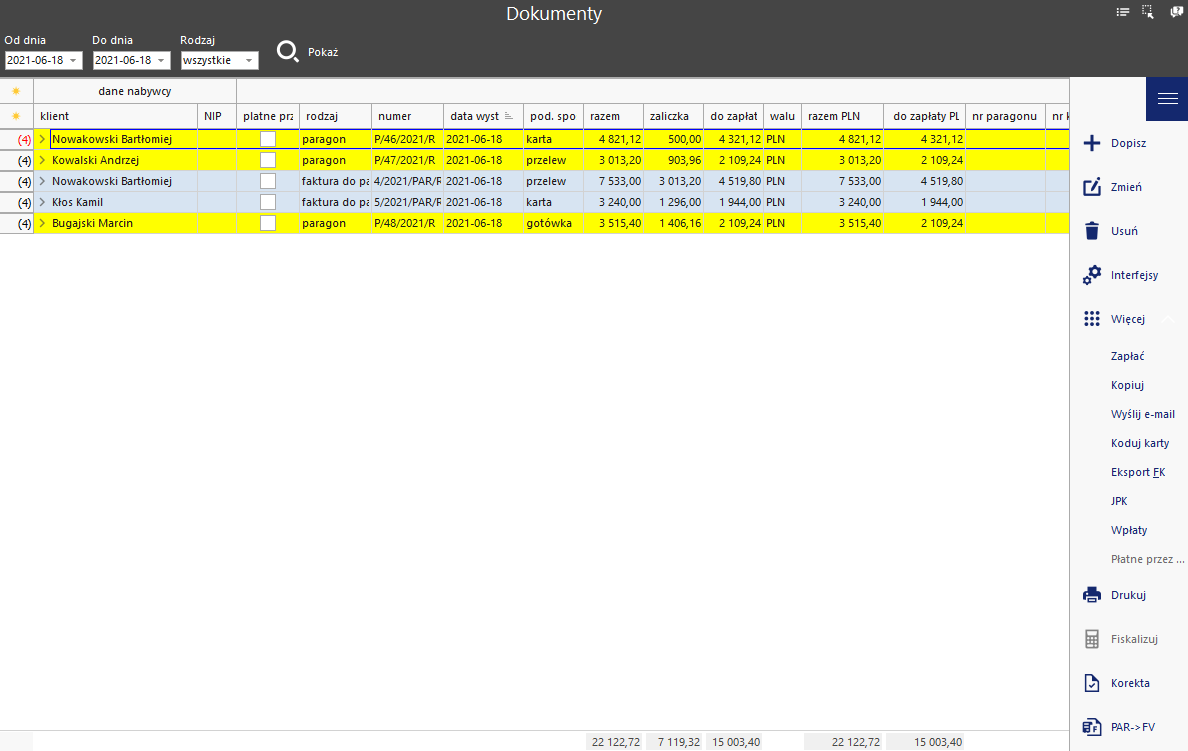 Dokumenty
Od dnia Do dnia Rodzaj
2021-06-18 2021-06-18 wszystkie Pokaż
dane nabywcy
klient NIP płatne prz rodzaj numer data wyst pod. spo razem zaliczka do zapłat walu razem PLN do zapłaty PL nr paragonu nr k
(4) Nowakowski Bartłomiej paragon P/46/2021/R 2021-06-18 karta 4 821,12 500,00 4 321,12 PLN 4 821,12 4 321,12
(4) Kowalski Andrzej paragon P/47/2021/R 2021-06-18 przelew 3 013,20 903,96 2 109,24 PLN 3 013,20 2 109,24
(4) Nowakowski Bartłomiej faktura do pa 4/2021/PAR/R 2021-06-18 przelew 7 533,00 3 013,20 4 519,80 PLN 7 533,00 4 519,80
(4) Kłos Kamil faktura do pa 5/2021/PAR/R 2021-06-18 karta 3 240,00 1 296,00 1 944,00 PLN 3 240,00 1 944,00
(4) Bugajski Marcin paragon P/48/2021/R 2021-06-18 gotówka 3 515,40 1 406,16 2 109,24 PLN 3 515,40 2 109,24
22 122,72 7 119,32 15 003,40 22 122,72 15 003,40
Dopisz
Zmień
Usuń
Interfejsy
Więcej
Zapłać
Kopiuj
Wyślij e-mail
Koduj karty
Eksport FK
JPK
Wpłaty
Płatne przez ...
Drukuj
Fiskalizuj
Korekta
PAR->FV